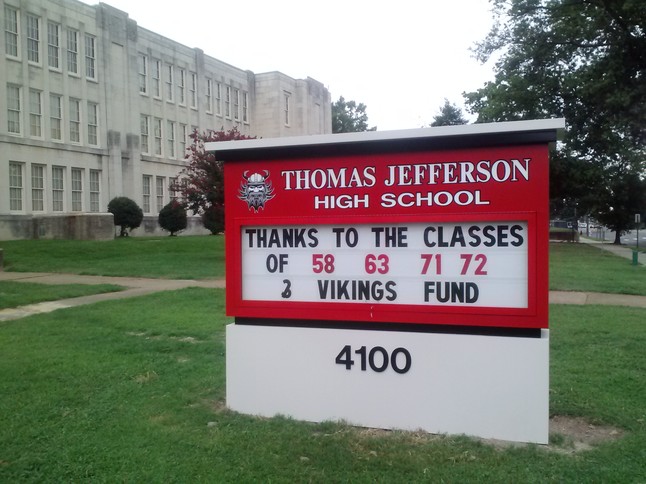 THOMAS JEFFERSON
HIGH SCHOOL
THANKS TO THE CLASSES
OF 58 63 71 72
& VIKINGS FUND
4100